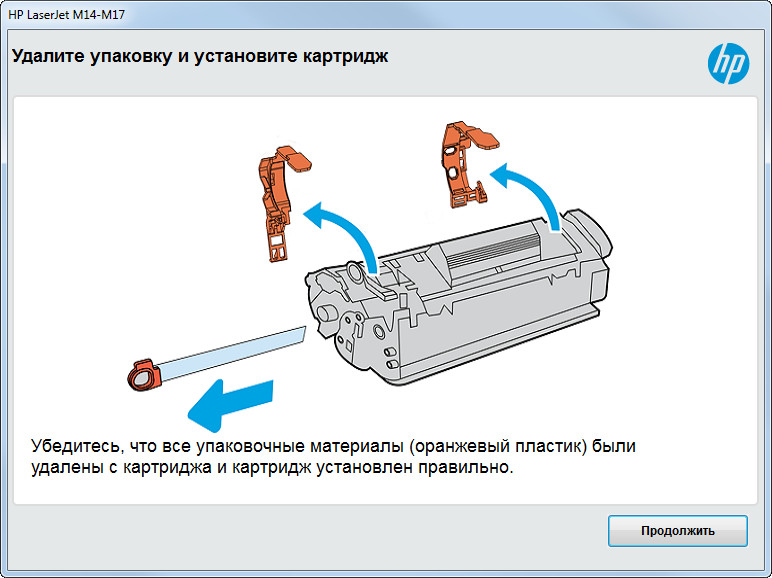 HP LaserJet M14-M17
Удалите упаковку и установите картридж
hp
Убедитесь, что все упаковочные материалы (оранжевый пластик) были
удалены с картриджа и картридж установлен правильно.
Продолжить